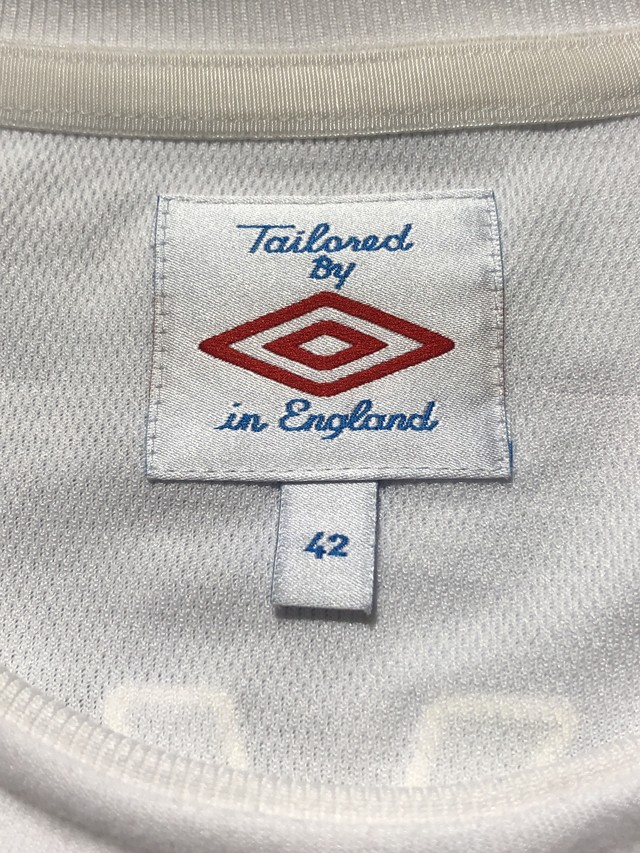 Tailored
By
in England
42